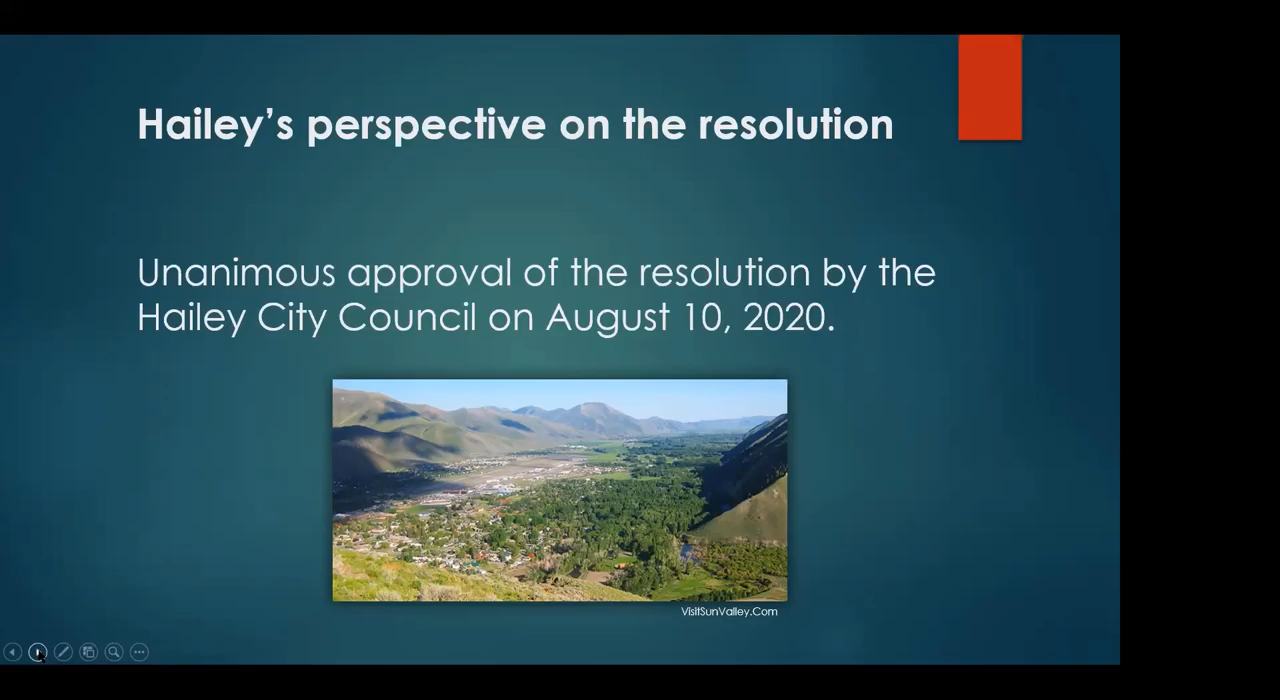 Hailey’s perspective on the resolution
Unanimous approval of the resolution by the
Hailey City Council on August 10, 2020.
VisitSunValley.Com